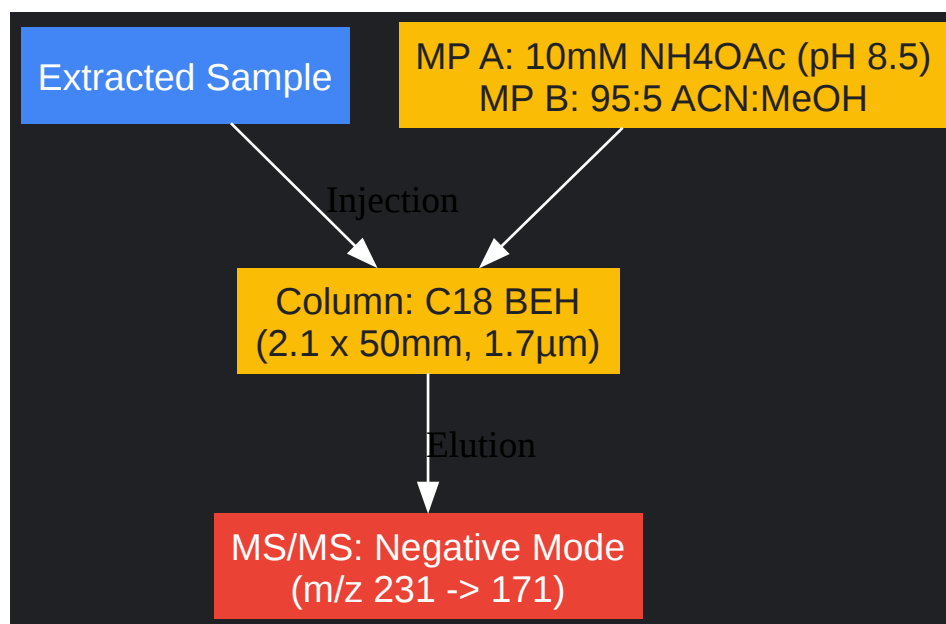 Extracted Sample
MP A: 10mM NH4OAc (pH 8.5)
MP B: 95:5 ACN:MeOH
Injection
Column: C18 BEH
(2.1 x 50mm, 1.7µm)
Elution
MS/MS: Negative Mode
(m/z 231 -> 171)